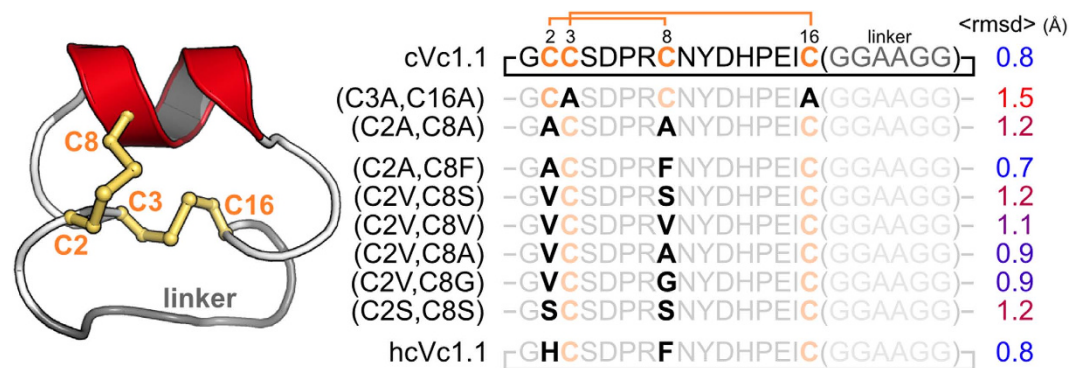 C8
C3
C16
C2
linker
<rmsd> (Å)
2 3 8 16 linker
cVc1.1 GCCSDPRCNYDHPEIC(GGAAGG) 0.8
(C3A,C16A) GCASDPRCNYDHPEIA(GGAAGG) 1.5
(C2A,C8A) GACSDPRANYDHPEIC(GGAAGG) 1.2
(C2A,C8F) GACSDPRFNYDHPEIC(GGAAGG) 0.7
(C2V,C8S) GVCSDPRSNYDHPEIC(GGAAGG) 1.2
(C2V,C8V) GVCSDPRVNYDHPEIC(GGAAGG) 1.1
(C2V,C8A) GVCSDPRANYDHPEIC(GGAAGG) 0.9
(C2V,C8G) GVCSDPRGNYDHPEIC(GGAAGG) 0.9
(C2S,C8S) GSCSDPRSNYDHPEIC(GGAAGG) 1.2
hcVc1.1 GHCSDPRFNYDHPEIC(GGAAGG) 0.8